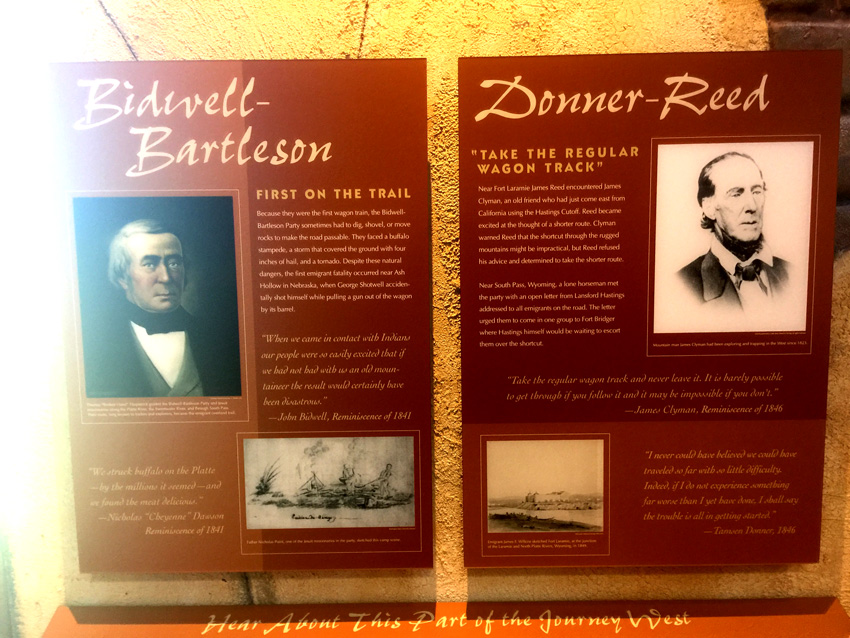 Bidwell-
Bartleson
FIRST ON THE TRAIL
Because they were the first wagon train, the Bidwell-
Bartleson Party sometimes had to dig, shovel, or move
rocks to make the road passable. They faced a buffalo
stampede, a storm that covered the ground with four
inches of hail, and a tornado. Despite these natural
dangers, the first emigrant fatality occurred near Ash
Hollow in Nebraska, when George Shotwell acciden-
tally shot himself while pulling a gun out of the wagon
by its barrel.
"When we came in contact with Indians
our people were so easily excited that if
we had not had with us an old moun-
taineer the result would certainly have
been disastrous."
—John Bidwell, Reminiscence of 1841
"We struck buffalo on the Platte
—by the millions it seemed—and
we found the meat delicious."
—Nicholas "Cheyenne" Dawson
Reminiscence of 1841
Donner-Reed
"TAKE THE REGULAR
WAGON TRACK"
Near Fort Laramie James Reed encountered James
Clyman, an old friend who had just come east from
California using the Hastings Cutoff. Reed became
excited at the thought of a shorter route. Clyman
warned Reed that the shortcut through the rugged
mountains might be impractical, but Reed refused
his advice and determined to take the shorter route.
Near South Pass, Wyoming, a lone horseman met
the party with an open letter from Lansford Hastings
addressed to all emigrants on the road. The letter
urged them to come in one group to Fort Bridger
where Hastings himself would be waiting to escort
them over the shortcut.
Mountain man James Clyman had been exploring and trapping in the West since 1823.
"Take the regular wagon track and never leave it. It is barely possible
to get through if you follow it and it may be impossible if you don't."
—James Clyman, Reminiscence of 1846
"I never could have believed we could have
traveled so far with so little difficulty.
Indeed, if I do not experience something
far worse than I yet have done, I shall say
the trouble is all in getting started."
—Tamsen Donner, 1846
Hear About This Part of the Journey West